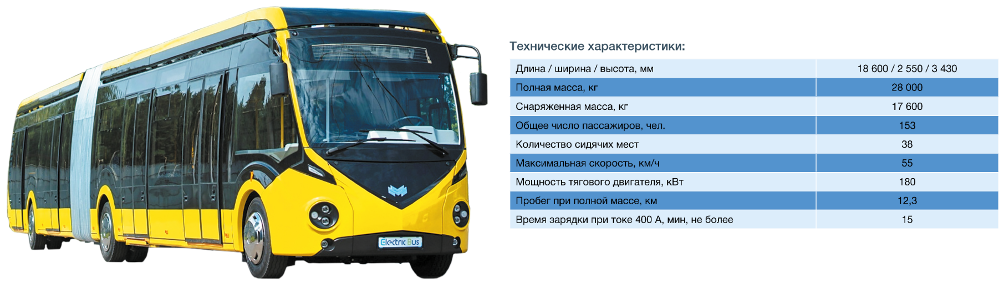 Технические характеристики:
Длина / ширина / высота, мм 18 600 / 2 550 / 3 430
Полная масса, кг 28 000
Снаряженная масса, кг 17 600
Общее число пассажиров, чел. 153
Количество сидячих мест 38
Максимальная скорость, км/ч 55
Мощность тягового двигателя, кВт 180
Пробег при полной массе, км 12,3
Время зарядки при токе 400 А, мин, не более 15
Electric Bus